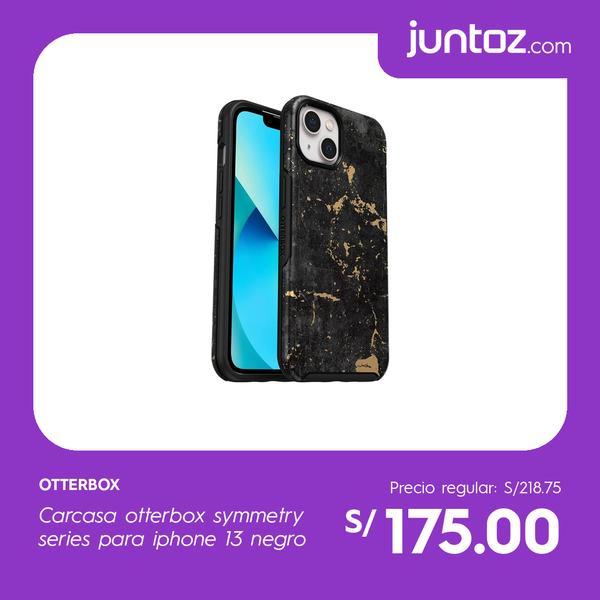 juntoz.com
OTTERBOX
Carcasa otterbox symmetry
series para iphone 13 negro
Precio regular: S/218.75
S/175.00